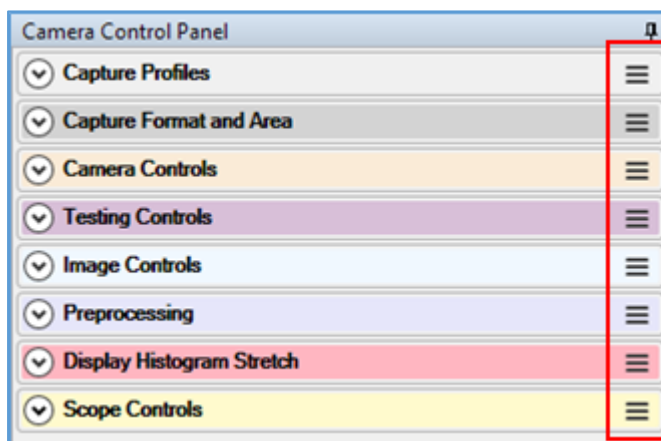 Camera Control Panel
Capture Profiles
Capture Format and Area
Camera Controls
Testing Controls
Image Controls
Preprocessing
Display Histogram Stretch
Scope Controls